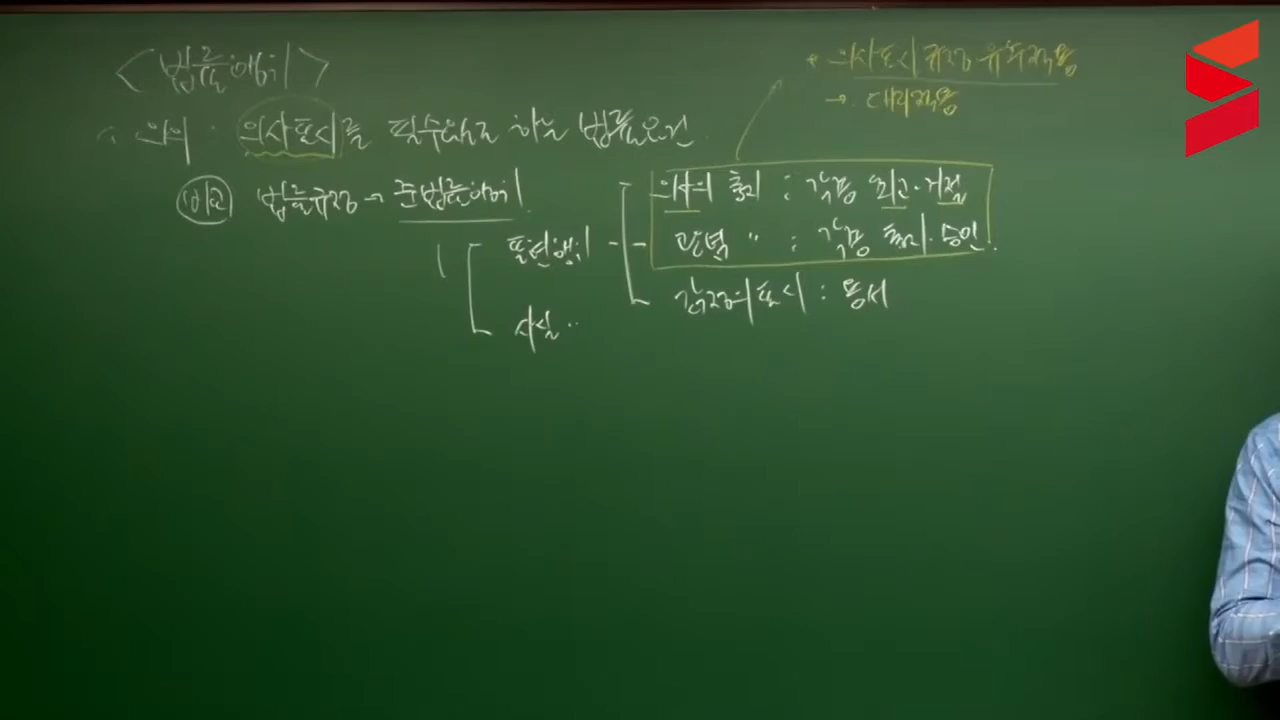 <법률행위>
* 의사표시규정 유추적용
→ 대리적용
1. 의의 : 의사표시를 필수요소로 하는 법률요건.
비교 법률규정 → 준법률행위
의사의 통지 : 각종 최고·거절
표현행위
관념 〃 : 각종 통지·승인.
감정의 표시 : 용서
사실 〃